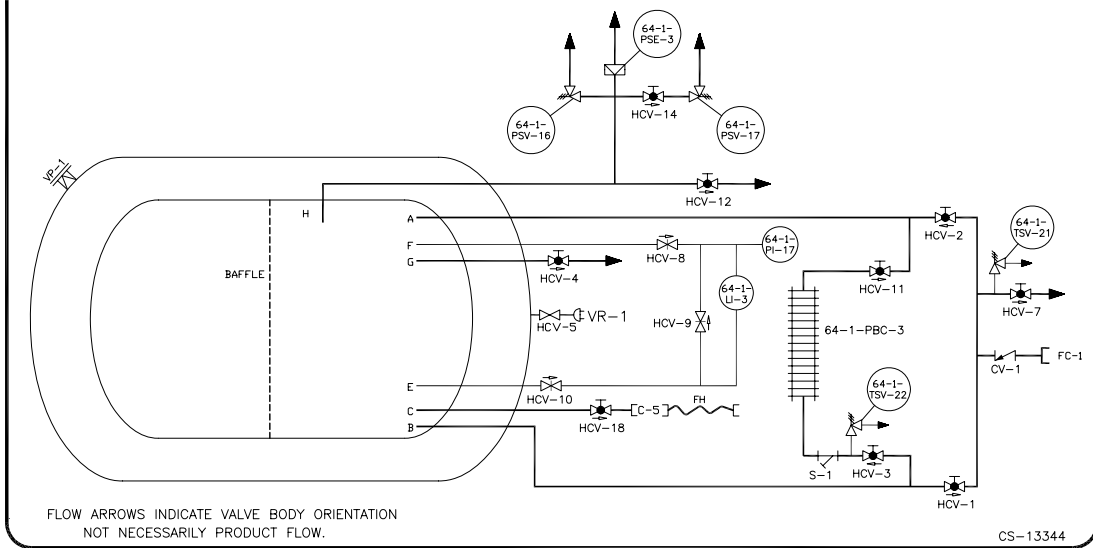 64-1-
PSE-3
64-1-
PSV-16
HCV-14
64-1-
PSV-17
VP-1
H
HCV-12
A
HCV-2
64-1-
TSV-21
F
HCV-8
64-1-
PI-17
G
HCV-4
BAFFLE
HCV-11
64-1-
LI-3
HCV-7
HCV-5
VR-1
HCV-9
64-1-PBC-3
CV-1
FC-1
E
HCV-10
64-1-
TSV-22
C
HCV-18
C-5
FH
B
S-1
HCV-3
HCV-1
FLOW ARROWS INDICATE VALVE BODY ORIENTATION
NOT NECESSARILY PRODUCT FLOW.
CS-13344